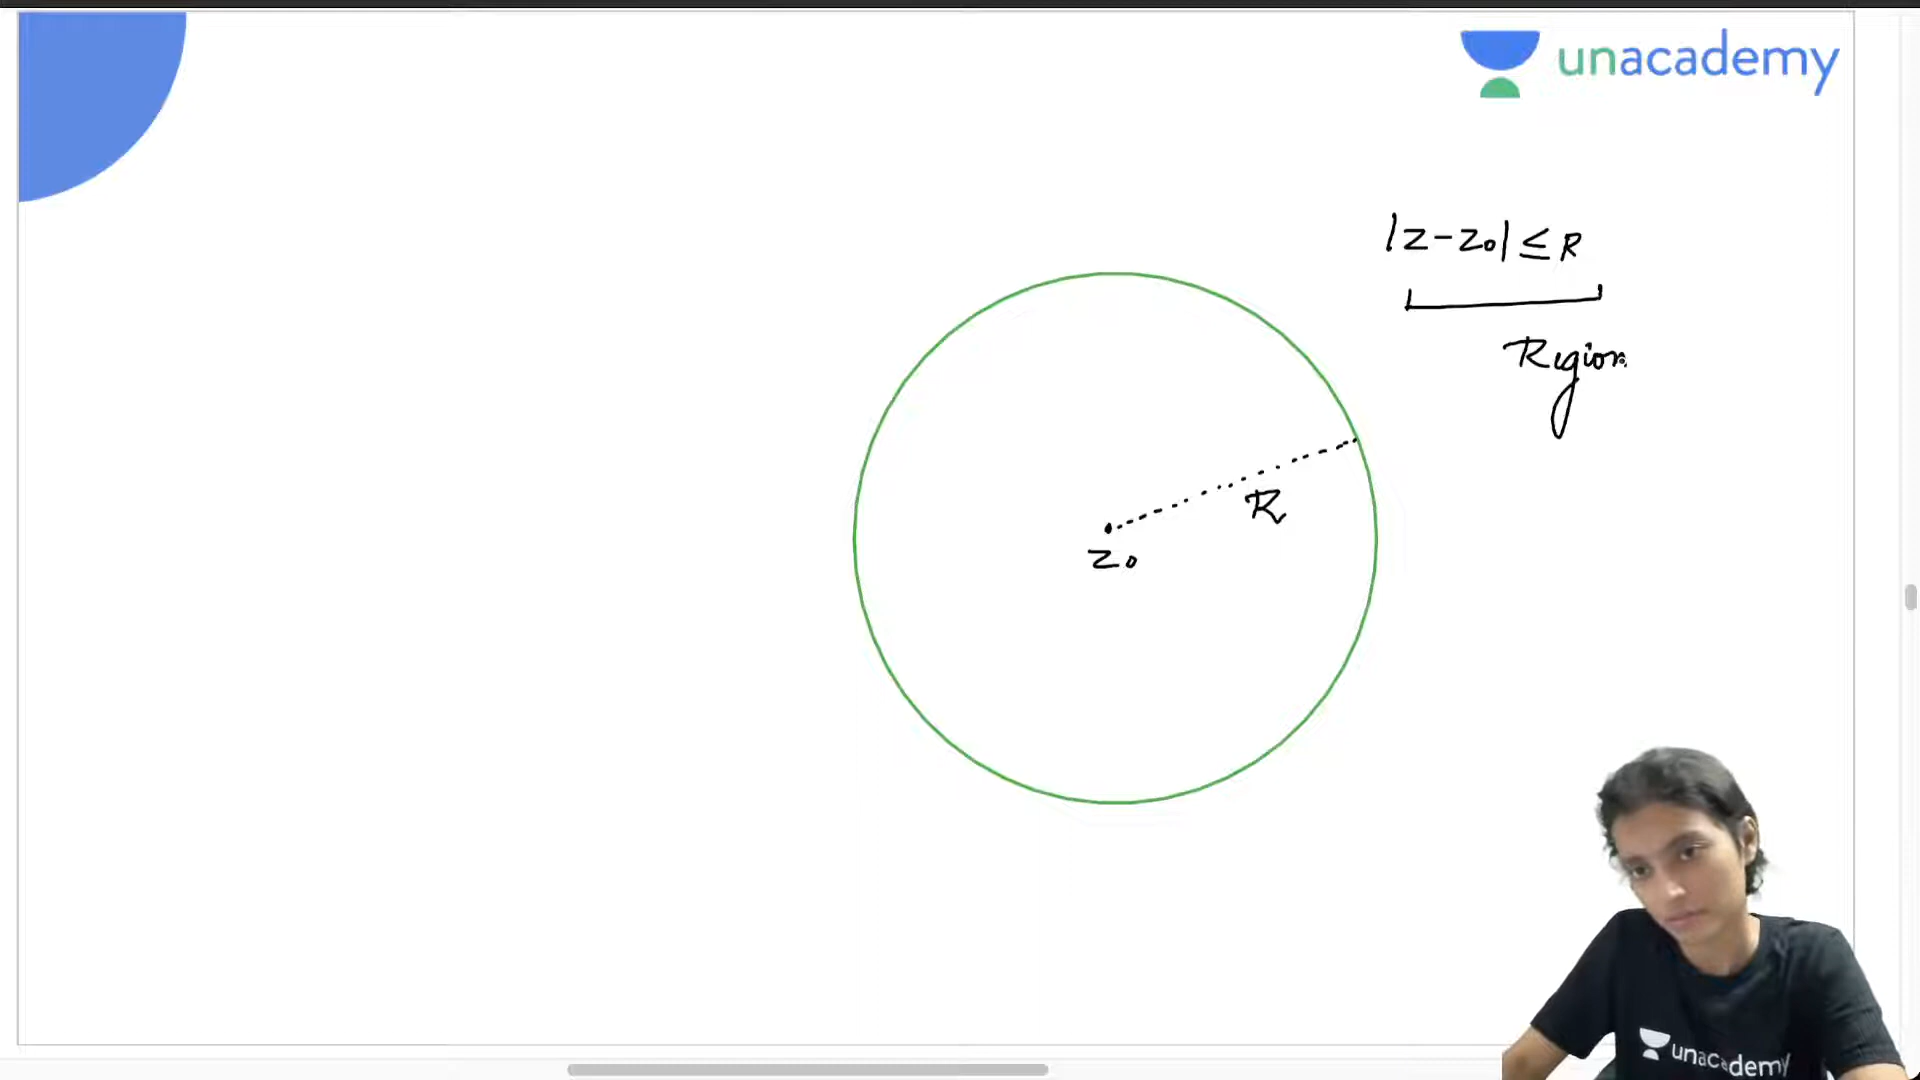 unacademy
|z-z₀| ≤ R
Region
R
z₀
unacademy